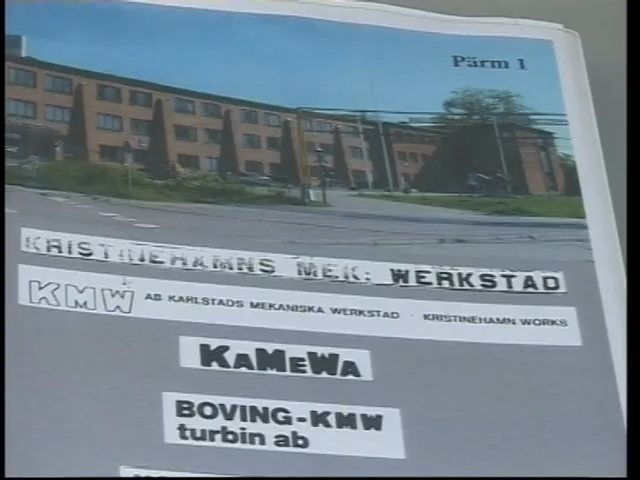 Pärm 1
KRISTINEHAMNS MEK: WERKSTAD
KMW AB KARLSTADS MEKANISKA WERKSTAD · KRISTINEHAMN WORKS
KAMEWA
BOVING-KMW
turbin ab